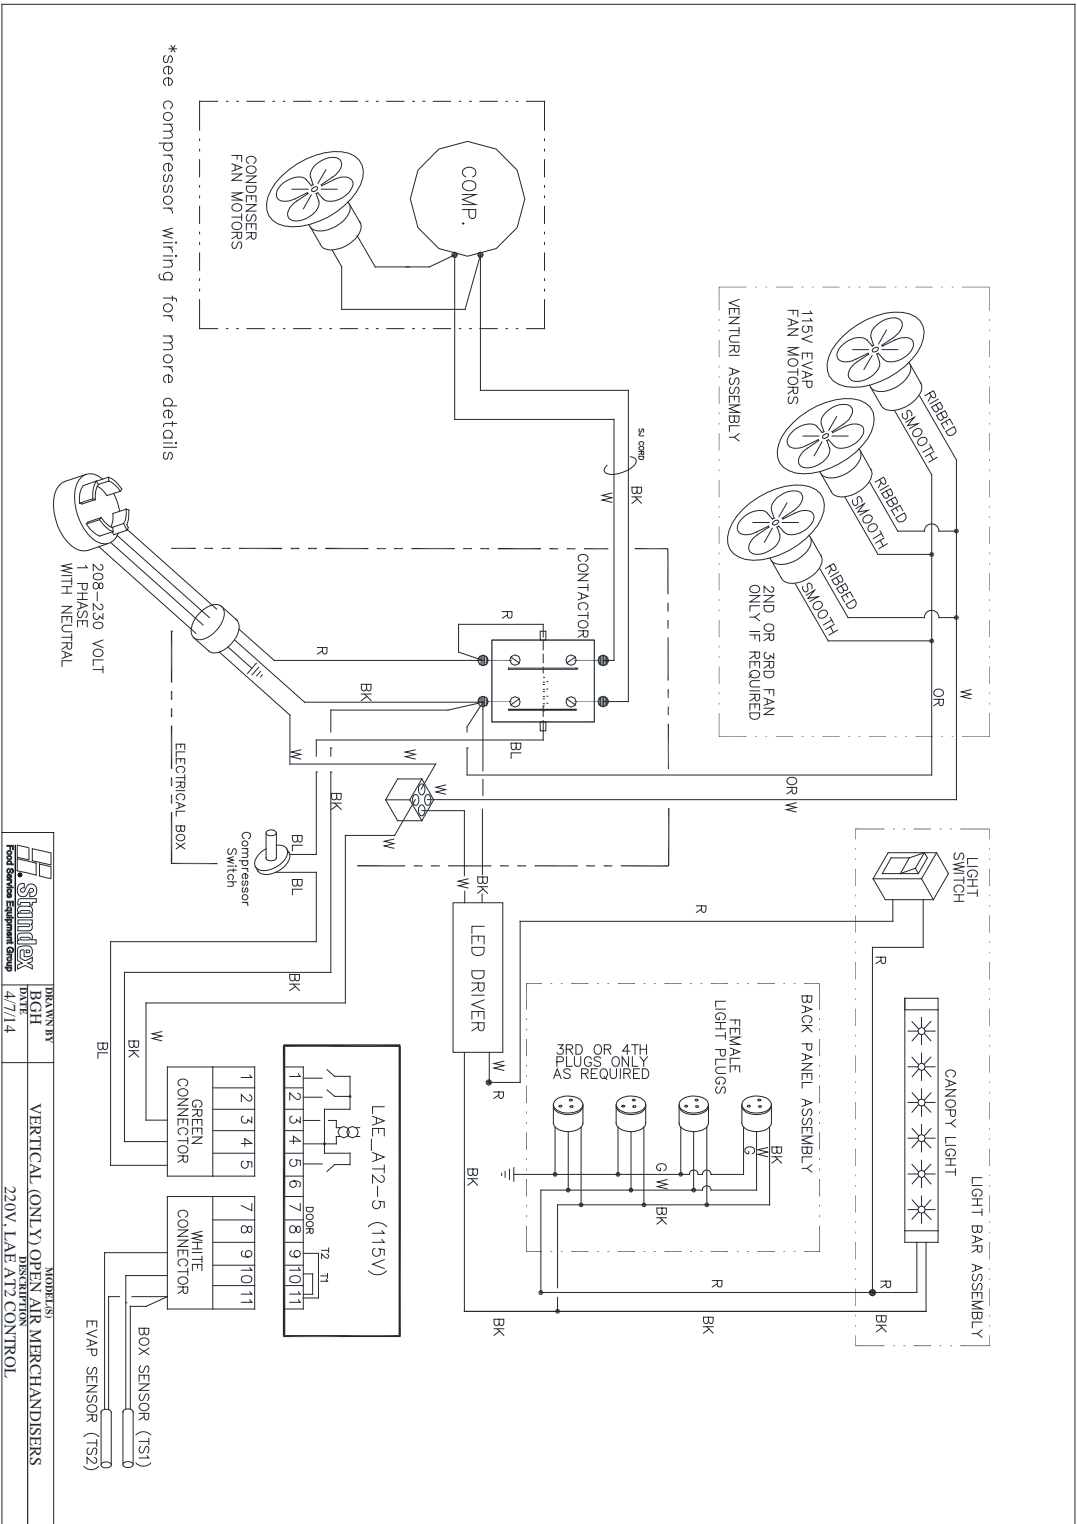 *see compressor wiring for more details
COMP.
CONDENSER
FAN MOTORS
VENTURI ASSEMBLY
115V EVAP
FAN MOTORS
RIBBED
SMOOTH
RIBBED
SMOOTH
RIBBED
SMOOTH
2ND OR 3RD FAN
ONLY IF REQUIRED
OR
W
SJ CORD
BK
W
CONTACTOR
R
R
BK
BL
208-230 VOLT
1 PHASE
WITH NEUTRAL
W
W
W
W
OR W
BK
ELECTRICAL BOX
BL
BL
Compressor
Switch
BK
W
BK
LED DRIVER
W
R
R
LIGHT
SWITCH
R
CANOPY LIGHT
LIGHT BAR ASSEMBLY
R
BK
BACK PANEL ASSEMBLY
FEMALE
LIGHT PLUGS
3RD OR 4TH
PLUGS ONLY
AS REQUIRED
BK
W
G
G
W
BK
R
BK
BK
BK
LAE_AT2-5 (115V)
1 2 3 4 5 6 7 8 9 10 11
DOOR
T2
T1
1 2 3 4 5
GREEN
CONNECTOR
7 8 9 10 11
WHITE
CONNECTOR
W
BK
BL
BOX SENSOR (TS1)
EVAP SENSOR (TS2)
Standex
Food Service Equipment Group
DRAWN BY
BGH
DATE
4/7/14
MODEL(S)
VERTICAL (ONLY) OPEN AIR MERCHANDISERS
DESCRIPTION
220V, LAE AT2 CONTROL